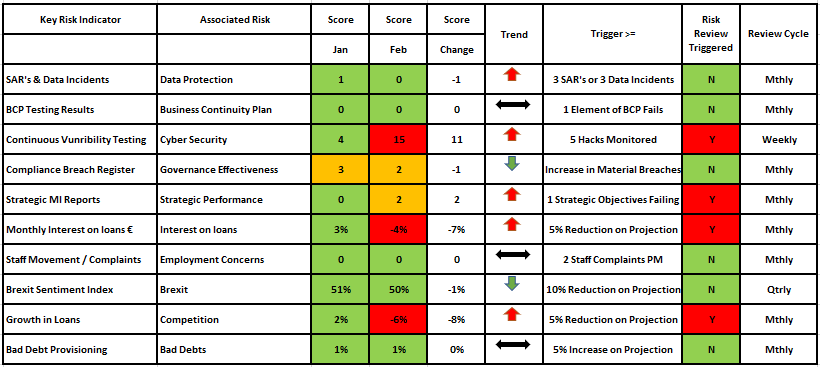 Key Risk Indicator Associated Risk Score Score Score Trend Trigger >= Risk Review Triggered Review Cycle
Jan Feb Change
SAR's & Data Incidents Data Protection 1 0 -1 3 SAR's or 3 Data Incidents N Mthly
BCP Testing Results Business Continuity Plan 0 0 0 1 Element of BCP Fails N Mthly
Continuous Vunribility Testing Cyber Security 4 15 11 5 Hacks Monitored Y Weekly
Compliance Breach Register Governance Effectiveness 3 2 -1 Increase in Material Breaches N Mthly
Strategic MI Reports Strategic Performance 0 2 2 1 Strategic Objectives Failing Y Mthly
Monthly Interest on loans € Interest on loans 3% -4% -7% 5% Reduction on Projection Y Mthly
Staff Movement / Complaints Employment Concerns 0 0 0 2 Staff Complaints PM N Mthly
Brexit Sentiment Index Brexit 51% 50% -1% 10% Reduction on Projection N Qtrly
Growth in Loans Competition 2% -6% -8% 5% Reduction on Projection Y Mthly
Bad Debt Provisioning Bad Debts 1% 1% 0% 5% Increase on Projection N Mthly